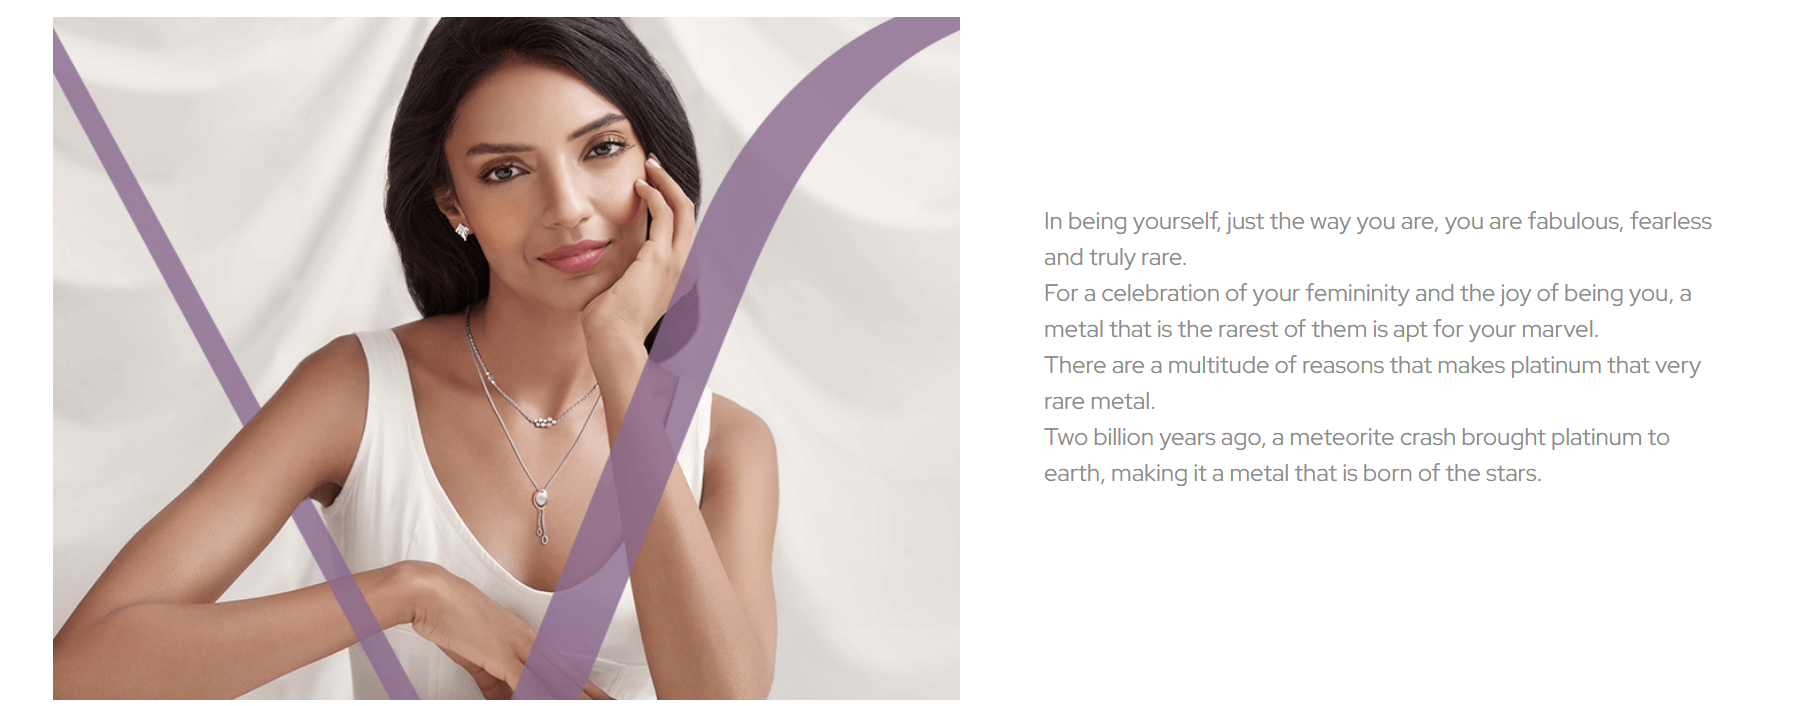 In being yourself, just the way you are, you are fabulous, fearless
and truly rare.
For a celebration of your femininity and the joy of being you, a
metal that is the rarest of them is apt for your marvel.
There are a multitude of reasons that makes platinum that very
rare metal.
Two billion years ago, a meteorite crash brought platinum to
earth, making it a metal that is born of the stars.